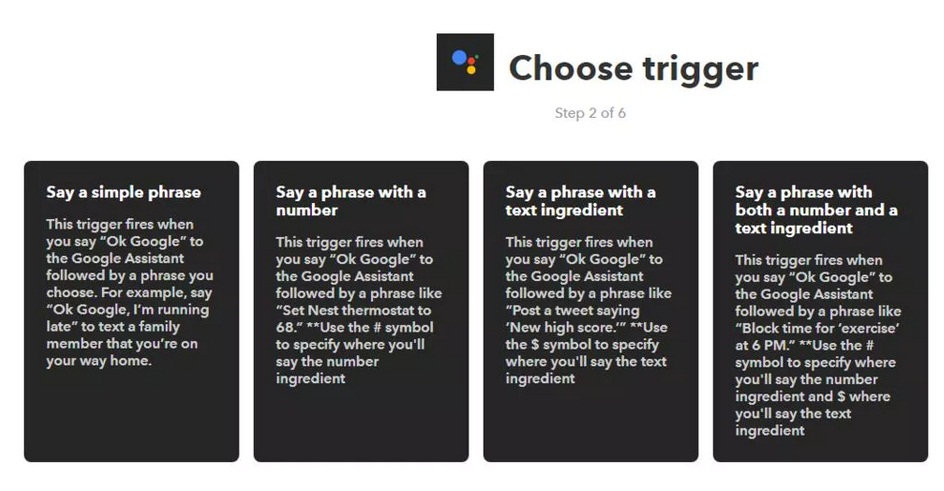 Choose trigger
Step 2 of 6
Say a simple phrase
This trigger fires when
you say “Ok Google” to
the Google Assistant
followed by a phrase you
choose. For example, say
“Ok Google, I’m running
late” to text a family
member that you’re on
your way home.
Say a phrase with a
number
This trigger fires when
you say “Ok Google” to
the Google Assistant
followed by a phrase like
“Set Nest thermostat to
68.” **Use the # symbol
to specify where you'll
say the number
ingredient
Say a phrase with a
text ingredient
This trigger fires when
you say “Ok Google” to
the Google Assistant
followed by a phrase like
“Post a tweet saying
‘New high score.’” **Use
the $ symbol to specify
where you'll say the text
ingredient
Say a phrase with
both a number and a
text ingredient
This trigger fires when
you say “Ok Google” to
the Google Assistant
followed by a phrase like
“Block time for ‘exercise’
at 6 PM.” **Use the #
symbol to specify where
you'll say the number
ingredient and $ where
you'll say the text
ingredient